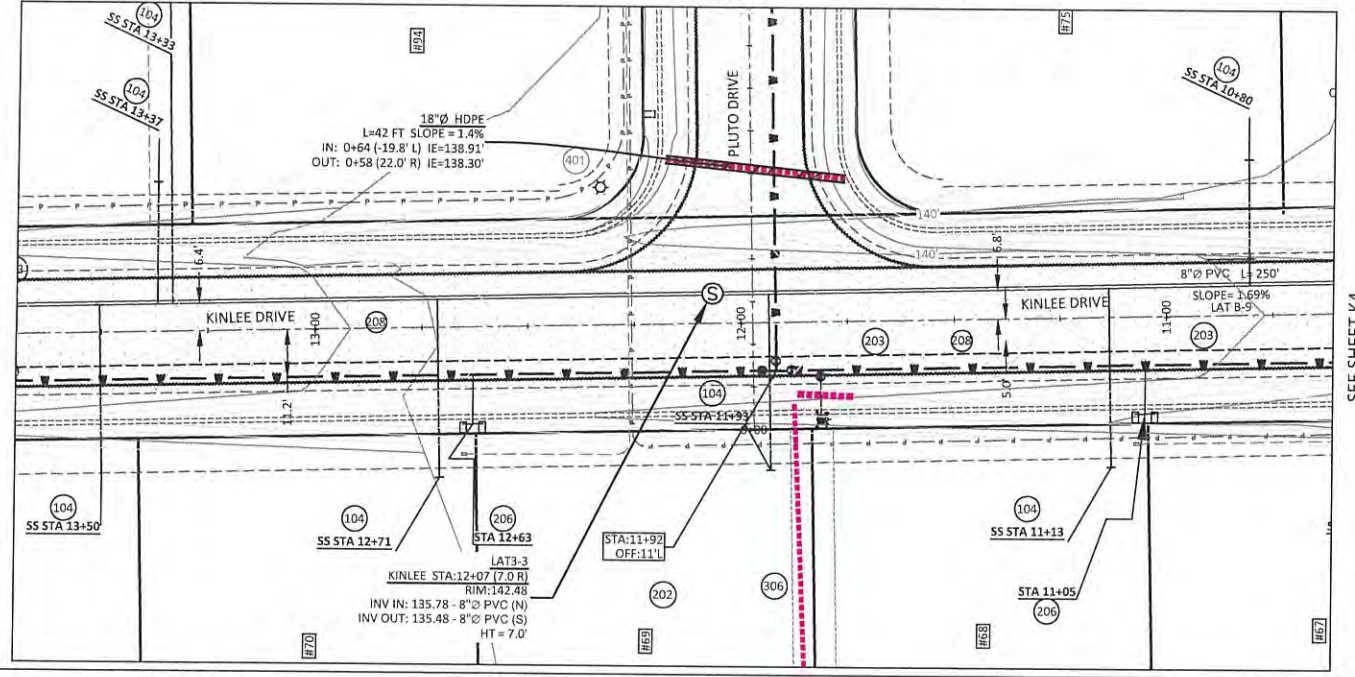 104
SS STA 13+33
104
SS STA 13+37
#94
18"Ø HDPE
L=42 FT SLOPE = 1.4%
IN: 0+64 (-19.8' L) IE=138.91'
OUT: 0+58 (22.0' R) IE=138.30'
401
PLUTO DRIVE
#75
104
SS STA 10+80
140'
140'
6.4'
6.8'
8"Ø PVC L=250'
SLOPE= 1.69%
LAT B-9
KINLEE DRIVE
13+00
208
12+00
KINLEE DRIVE
11+00
203
208
203
S
11.2'
5.0'
104
SS STA 11+93
SEE SHEET K4
104
SS STA 13+50
104
SS STA 12+71
206
STA 12+63
STA:11+92
OFF:11'L
104
SS STA 11+13
STA 11+05
206
LAT3-3
KINLEE STA:12+07 (7.0 R)
RIM:142.48
INV IN: 135.78 - 8"Ø PVC (N)
INV OUT: 135.48 - 8"Ø PVC (S)
HT = 7.0'
202
306
#70
#69
#68
#67